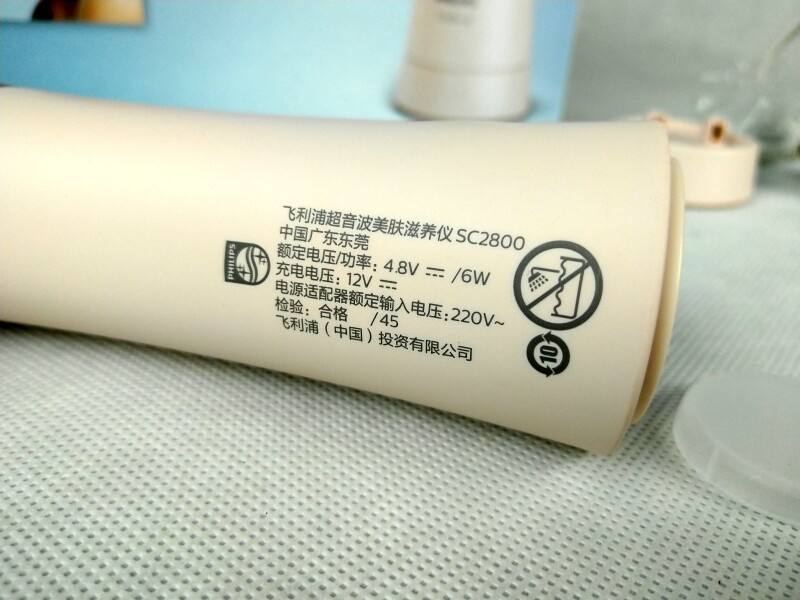 飞利浦超音波美肤滋养仪 SC2800
中国广东东莞
额定电压/功率: 4.8V ⎓ /6W
充电电压: 12V ⎓
电源适配器额定输入电压:220V~
检验: 合格 /45
飞利浦（中国）投资有限公司
PHILIPS
10